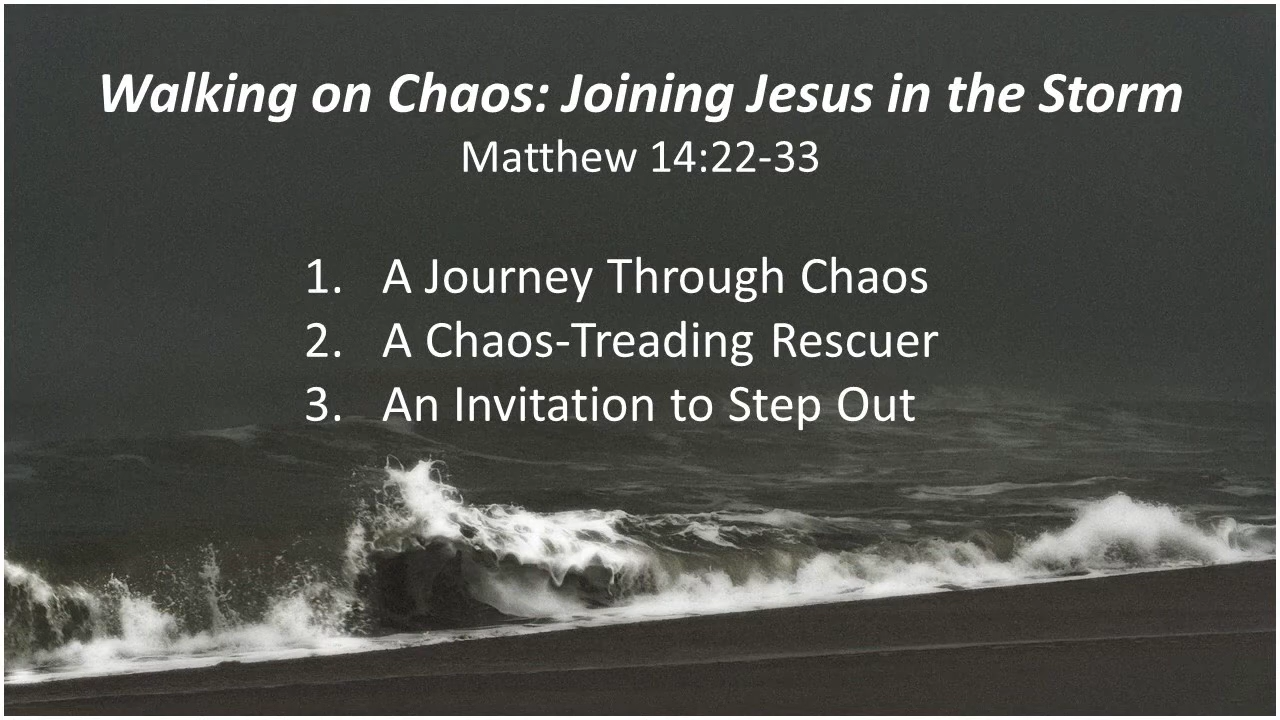 Walking on Chaos: Joining Jesus in the Storm
Matthew 14:22-33
1. A Journey Through Chaos
2. A Chaos-Treading Rescuer
3. An Invitation to Step Out